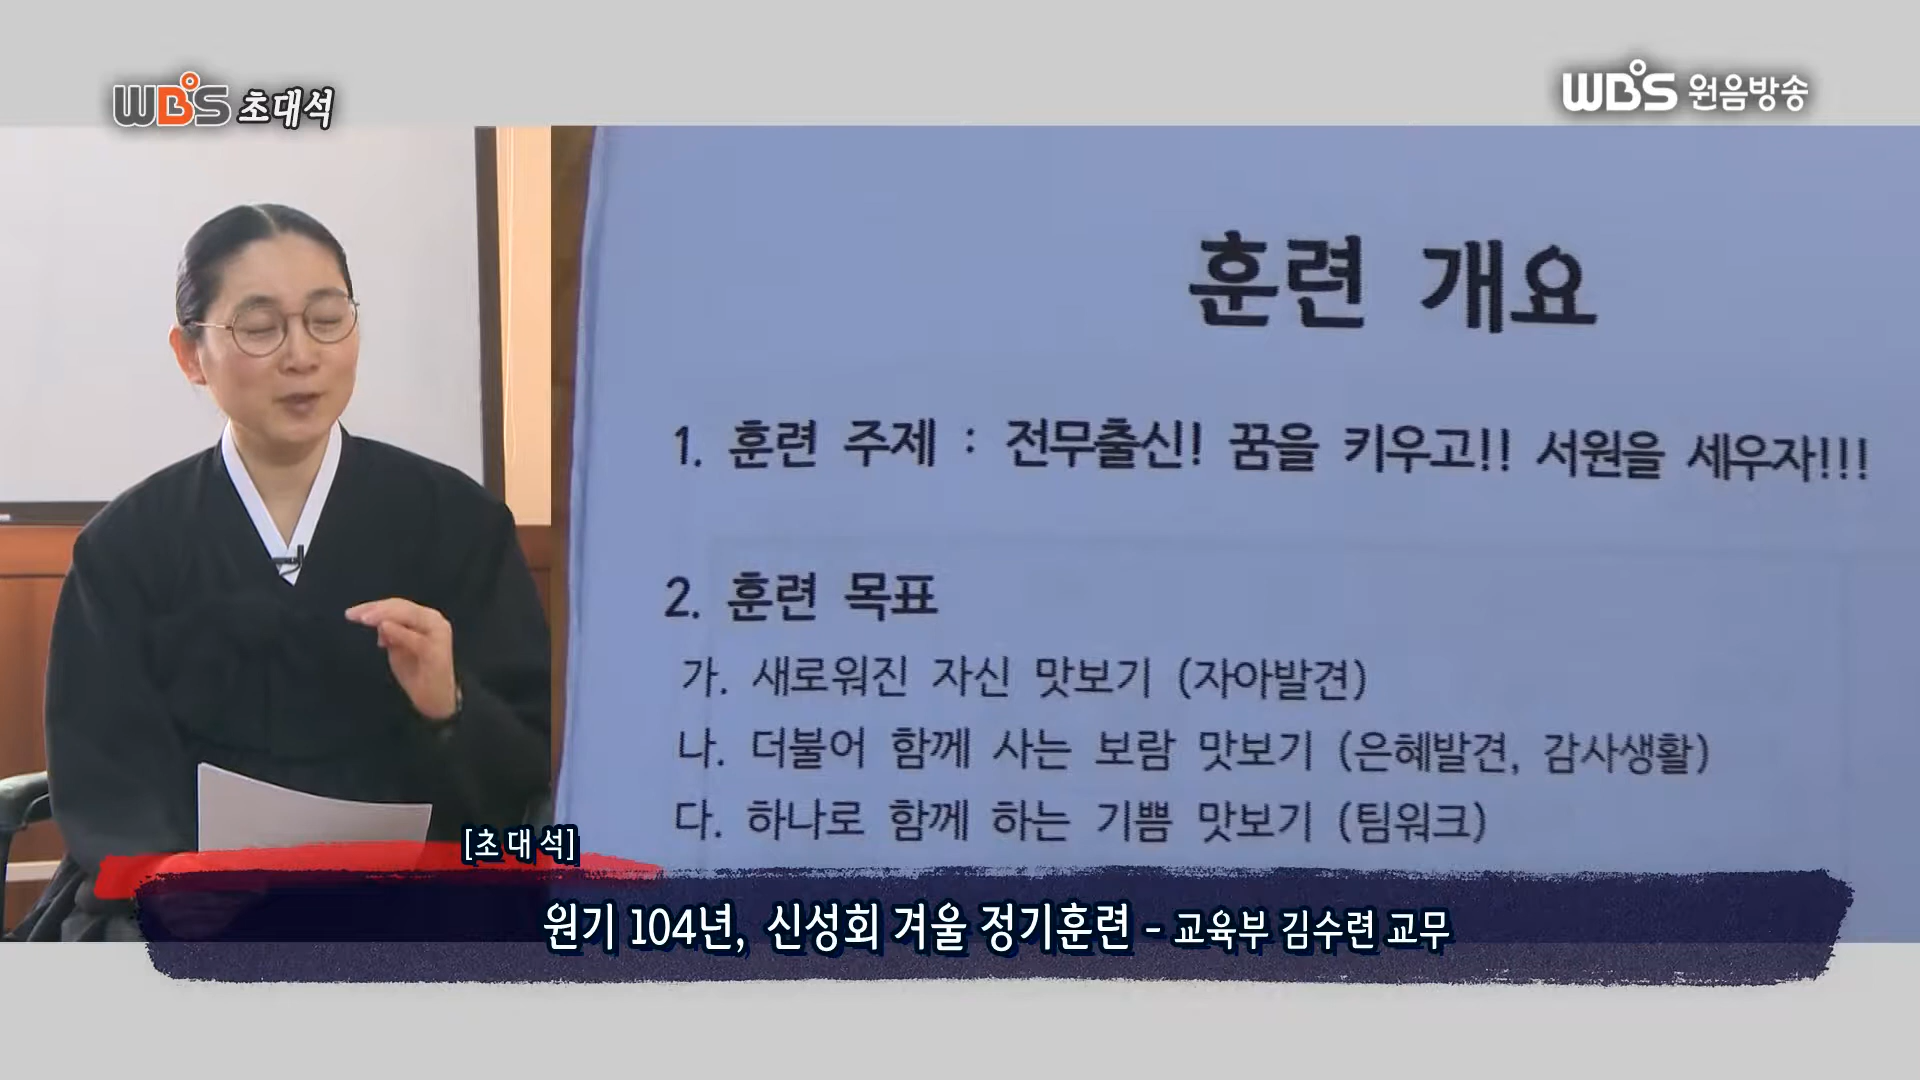 WBS 초대석
WBS 원음방송
훈련 개요
1. 훈련 주제 : 전무출신! 꿈을 키우고!! 서원을 세우자!!!
2. 훈련 목표
가. 새로워진 자신 맛보기 (자아발견)
나. 더불어 함께 사는 보람 맛보기 (은혜발견, 감사생활)
다. 하나로 함께 하는 기쁨 맛보기 (팀워크)
[초대석]
원기 104년, 신성회 겨울 정기훈련 - 교육부 김수련 교무